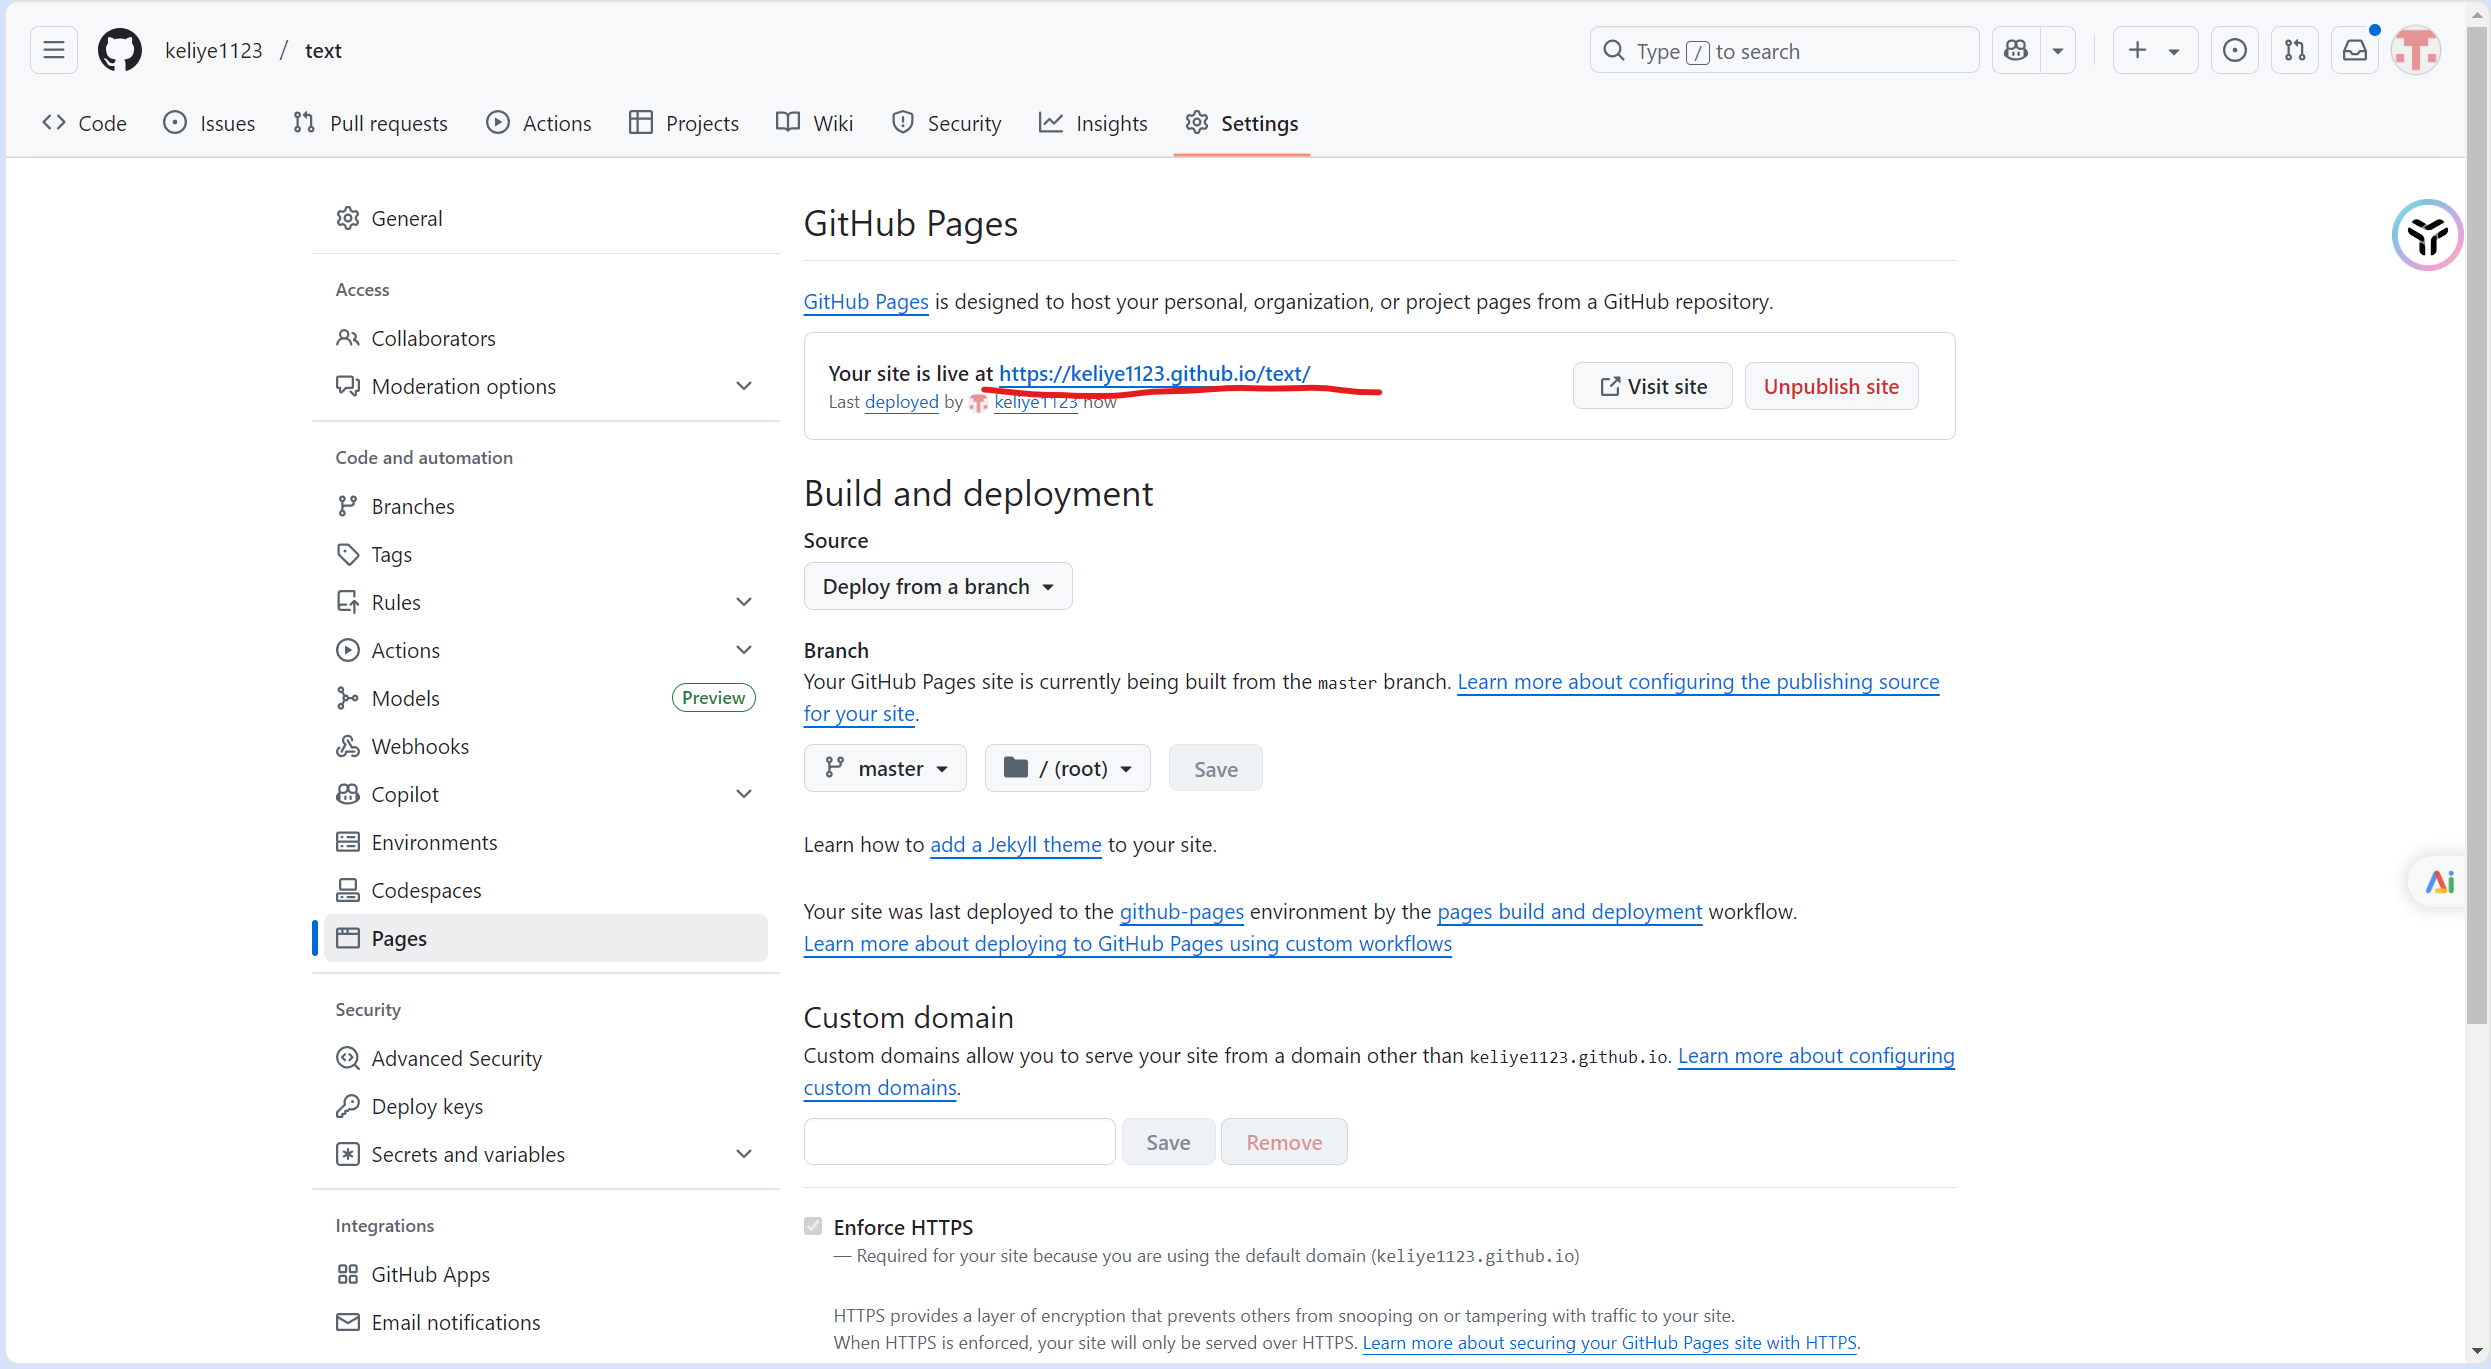 keliye1123 / text
Type / to search
Code
Issues
Pull requests
Actions
Projects
Wiki
Security
Insights
Settings
General
Access
Collaborators
Moderation options
Code and automation
Branches
Tags
Rules
Actions
Models Preview
Webhooks
Copilot
Environments
Codespaces
Pages
Security
Advanced Security
Deploy keys
Secrets and variables
Integrations
GitHub Apps
Email notifications
GitHub Pages
GitHub Pages is designed to host your personal, organization, or project pages from a GitHub repository.
Your site is live at https://keliye1123.github.io/text/
Last deployed by keliye1123 now
Visit site
Unpublish site
Build and deployment
Source
Deploy from a branch
Branch
Your GitHub Pages site is currently being built from the master branch. Learn more about configuring the publishing source
for your site.
master
/ (root)
Save
Learn how to add a Jekyll theme to your site.
Your site was last deployed to the github-pages environment by the pages build and deployment workflow.
Learn more about deploying to GitHub Pages using custom workflows
Custom domain
Custom domains allow you to serve your site from a domain other than keliye1123.github.io. Learn more about configuring
custom domains.
Save
Remove
Enforce HTTPS
— Required for your site because you are using the default domain (keliye1123.github.io)
HTTPS provides a layer of encryption that prevents others from snooping on or tampering with traffic to your site.
When HTTPS is enforced, your site will only be served over HTTPS. Learn more about securing your GitHub Pages site with HTTPS.
Ai